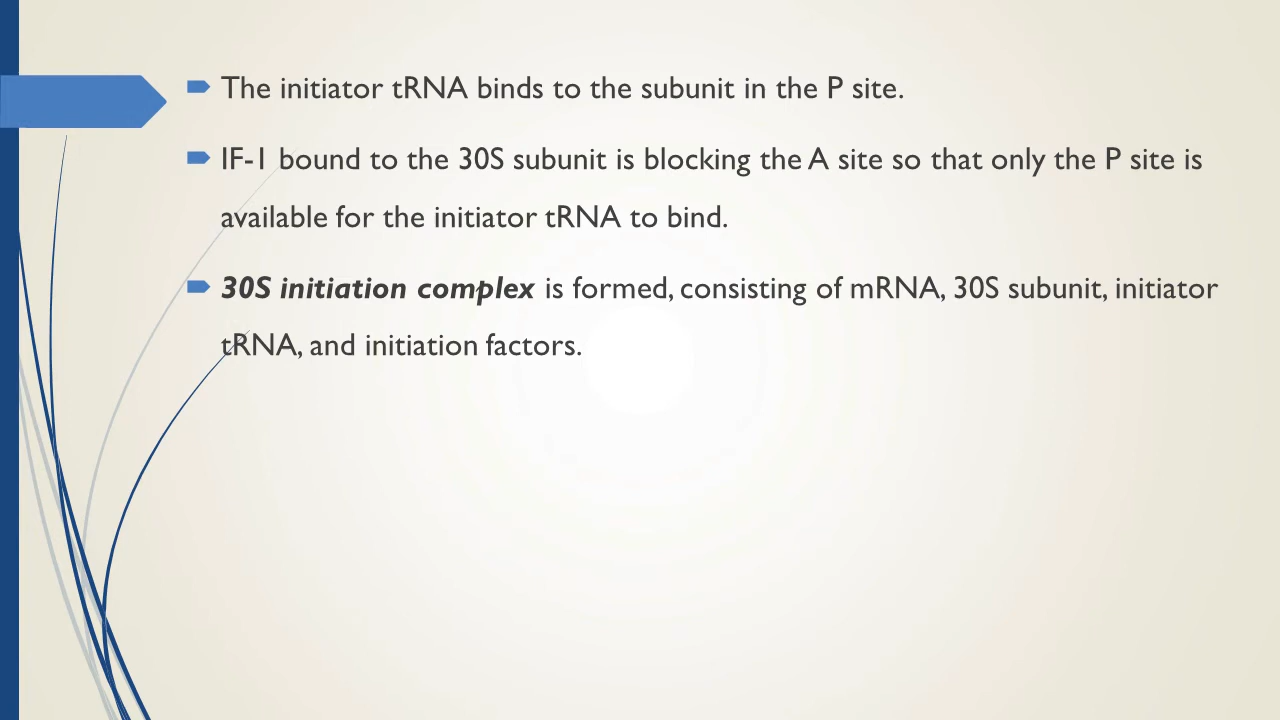 The initiator tRNA binds to the subunit in the P site.
IF-1 bound to the 30S subunit is blocking the A site so that only the P site is
available for the initiator tRNA to bind.
30S initiation complex is formed, consisting of mRNA, 30S subunit, initiator
tRNA, and initiation factors.